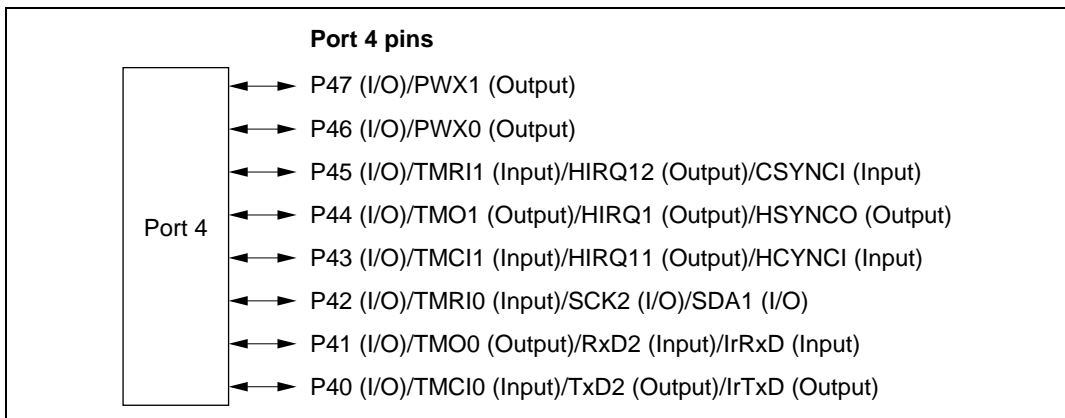 Port 4 pins
P47 (I/O)/PWX1 (Output)
P46 (I/O)/PWX0 (Output)
P45 (I/O)/TMRI1 (Input)/HIRQ12 (Output)/CSYNCI (Input)
Port 4
P44 (I/O)/TMO1 (Output)/HIRQ1 (Output)/HSYNCO (Output)
P43 (I/O)/TMCI1 (Input)/HIRQ11 (Output)/HCYNCI (Input)
P42 (I/O)/TMRI0 (Input)/SCK2 (I/O)/SDA1 (I/O)
P41 (I/O)/TMO0 (Output)/RxD2 (Input)/IrRxD (Input)
P40 (I/O)/TMCI0 (Input)/TxD2 (Output)/IrTxD (Output)